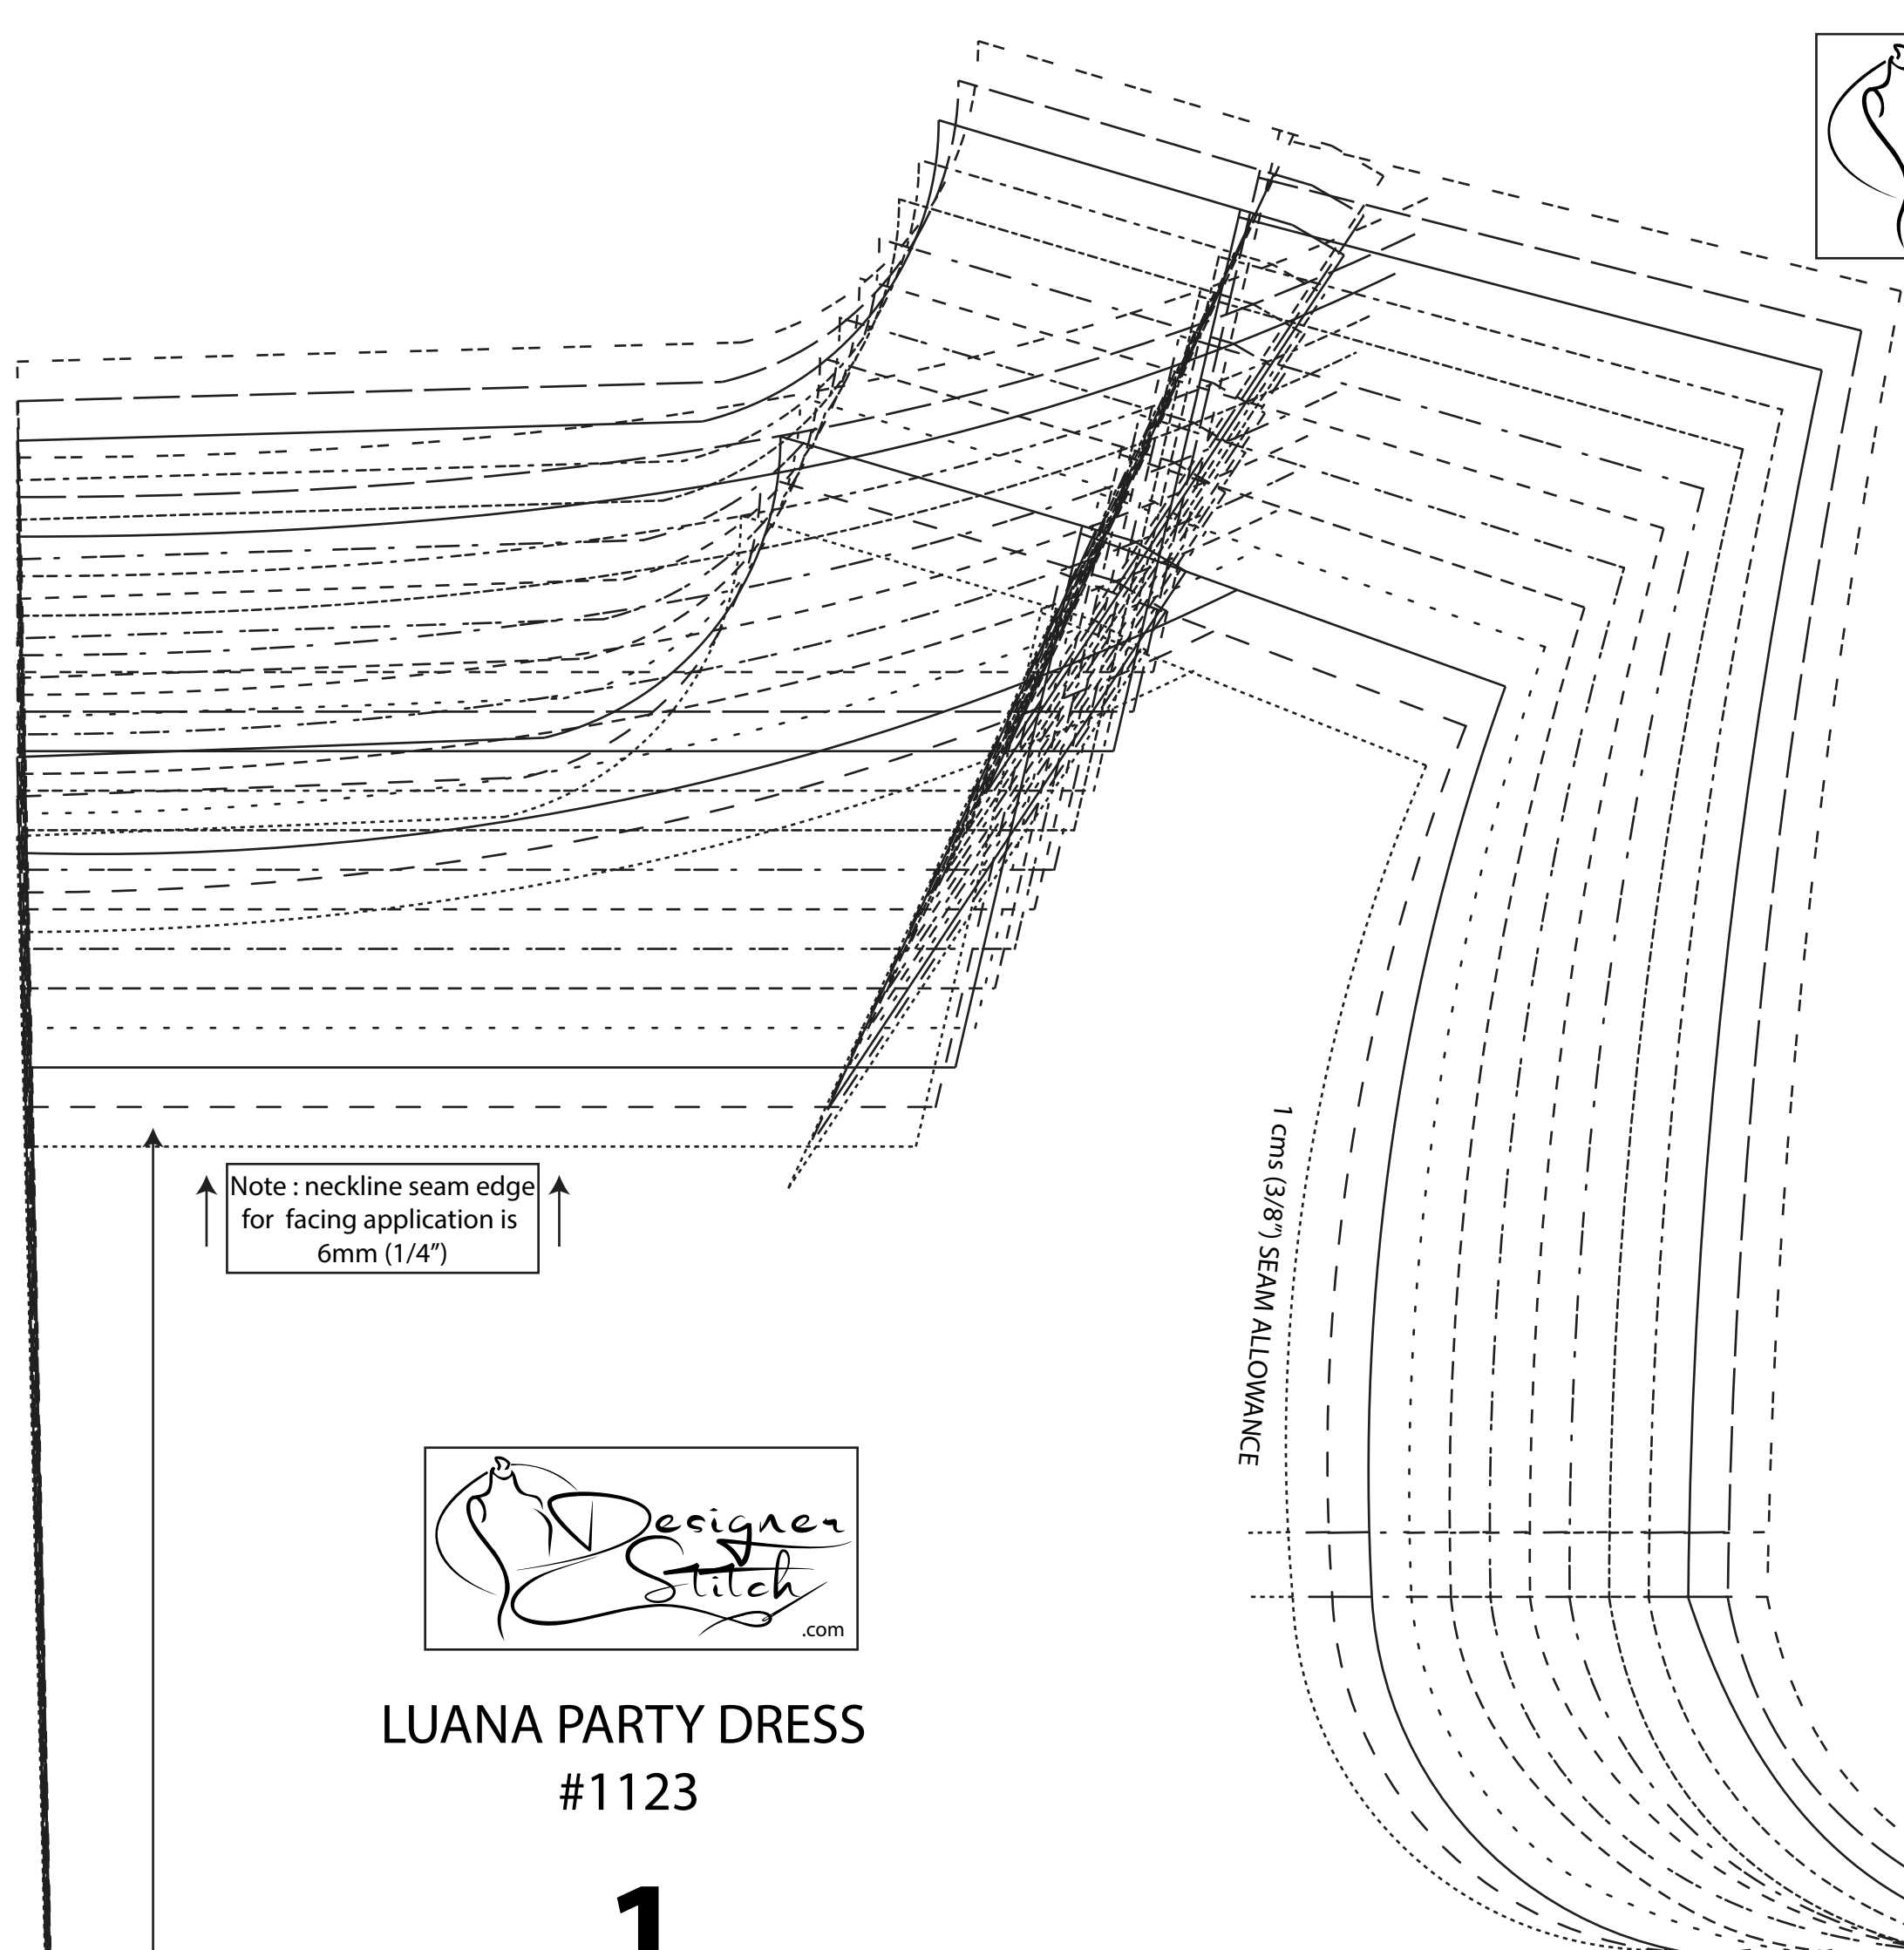 Note : neckline seam edge
for facing application is
6mm (1/4”)
1 cms (3/8”) SEAM ALLOWANCE
Designer
Stitch
.com
LUANA PARTY DRESS
#1123
1